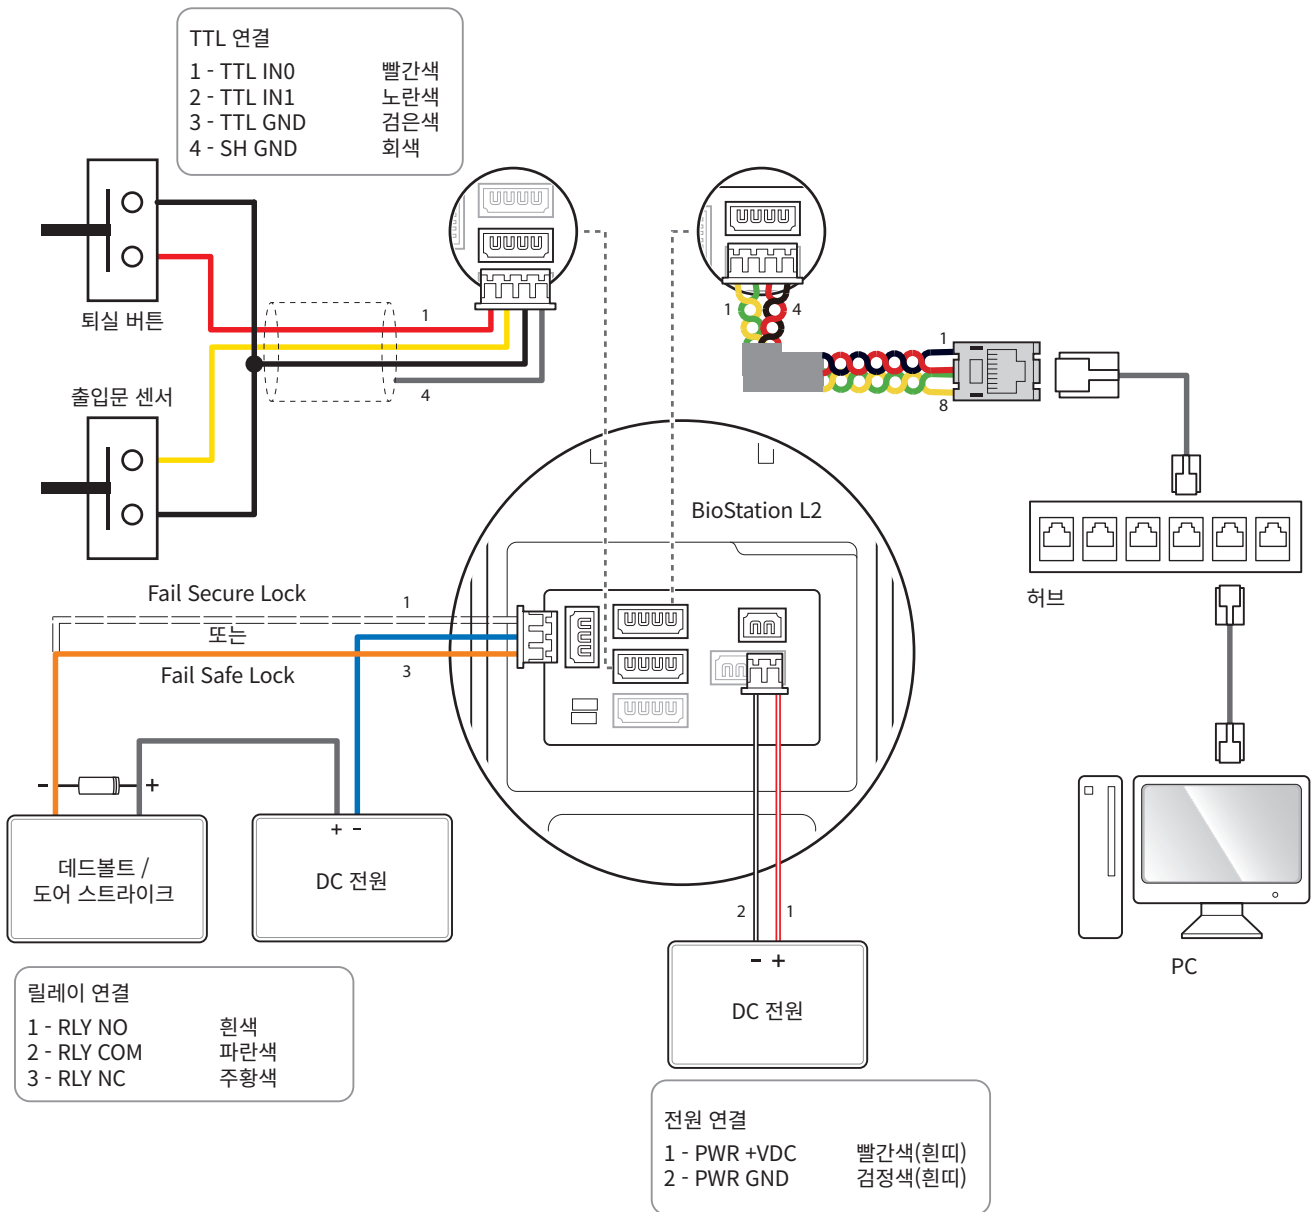 TTL 연결
1 - TTL IN0 빨간색
2 - TTL IN1 노란색
3 - TTL GND 검은색
4 - SH GND 회색
퇴실 버튼
1
4
출입문 센서
1
4
1
8
BioStation L2
허브
Fail Secure Lock
1
또는
Fail Safe Lock
3
- +
데드볼트 /
도어 스트라이크
+ -
DC 전원
2
1
- +
DC 전원
PC
릴레이 연결
1 - RLY NO 흰색
2 - RLY COM 파란색
3 - RLY NC 주황색
전원 연결
1 - PWR +VDC 빨간색(흰띠)
2 - PWR GND 검정색(흰띠)